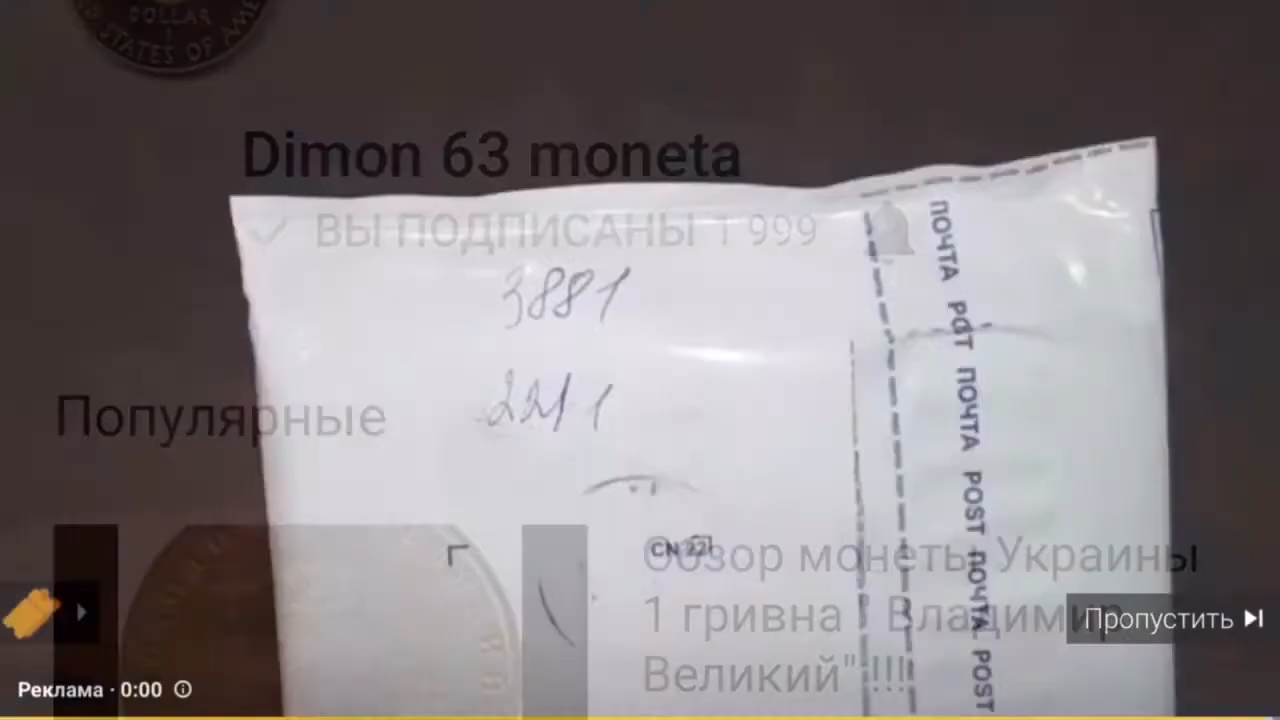 DOLLAR
STATES OF AME
Dimon 63 moneta
ВЫ ПОДПИСАНЫ 1 999
3881
2211
Популярные
CN 22
Обзор монеты Украины
1 гривна " Владимир
Великий" !!!
ПОЧТА POST ПОЧТА POST ПОЧТА POST
Пропустить
Реклама · 0:00